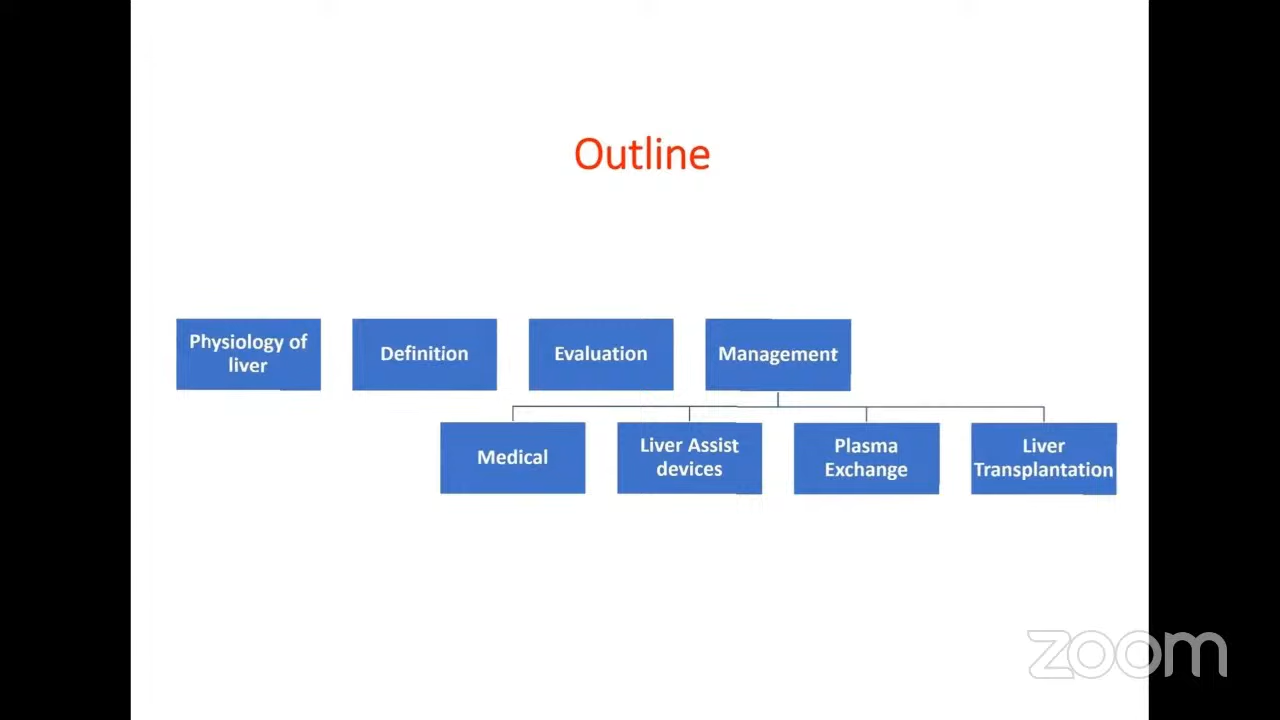 Outline
Physiology of
liver
Definition
Evaluation
Management
Medical
Liver Assist
devices
Plasma
Exchange
Liver
Transplantation
zoom